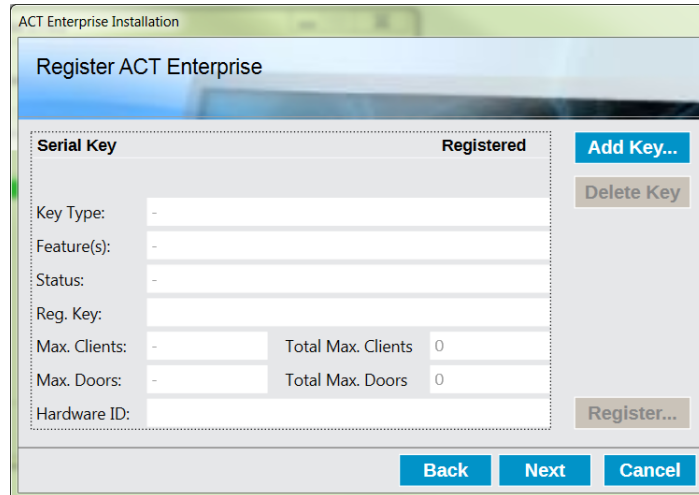 ACT Enterprise Installation
Register ACT Enterprise
Serial Key Registered Add Key...
Delete Key
Key Type: -
Feature(s): -
Status: -
Reg. Key:
Max. Clients: - Total Max. Clients 0
Max. Doors: - Total Max. Doors 0
Hardware ID: Register...
Back Next Cancel